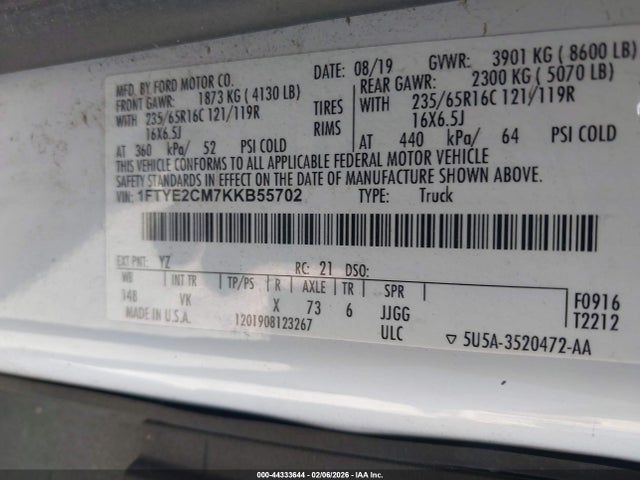 MFD. BY FORD MOTOR CO.
DATE: 08/19 GVWR: 3901 KG ( 8600 LB)
FRONT GAWR: 1873 KG ( 4130 LB)
REAR GAWR: 2300 KG ( 5070 LB)
WITH 235/65R16C 121/119R TIRES WITH 235/65R16C 121/119R
16X6.5J RIMS 16X6.5J
AT 360 kPa/ 52 PSI COLD AT 440 kPa/ 64 PSI COLD
THIS VEHICLE CONFORMS TO ALL APPLICABLE FEDERAL MOTOR VEHICLE
SAFETY STANDARDS IN EFFECT ON THE DATE OF MANUFACTURE SHOWN ABOVE.
VIN: 1FTYE2CM7KKB55702 TYPE: Truck
EXT PNT: YZ RC: 21 DSO:
WB INT TR TP/PS R AXLE TR SPR
148 VK X 73 6 JJGG
MADE IN U.S.A. 1201908123267 ULC
F0916
T2212
5U5A-3520472-AA
000-44333644 - 02/06/2026 - IAA Inc.